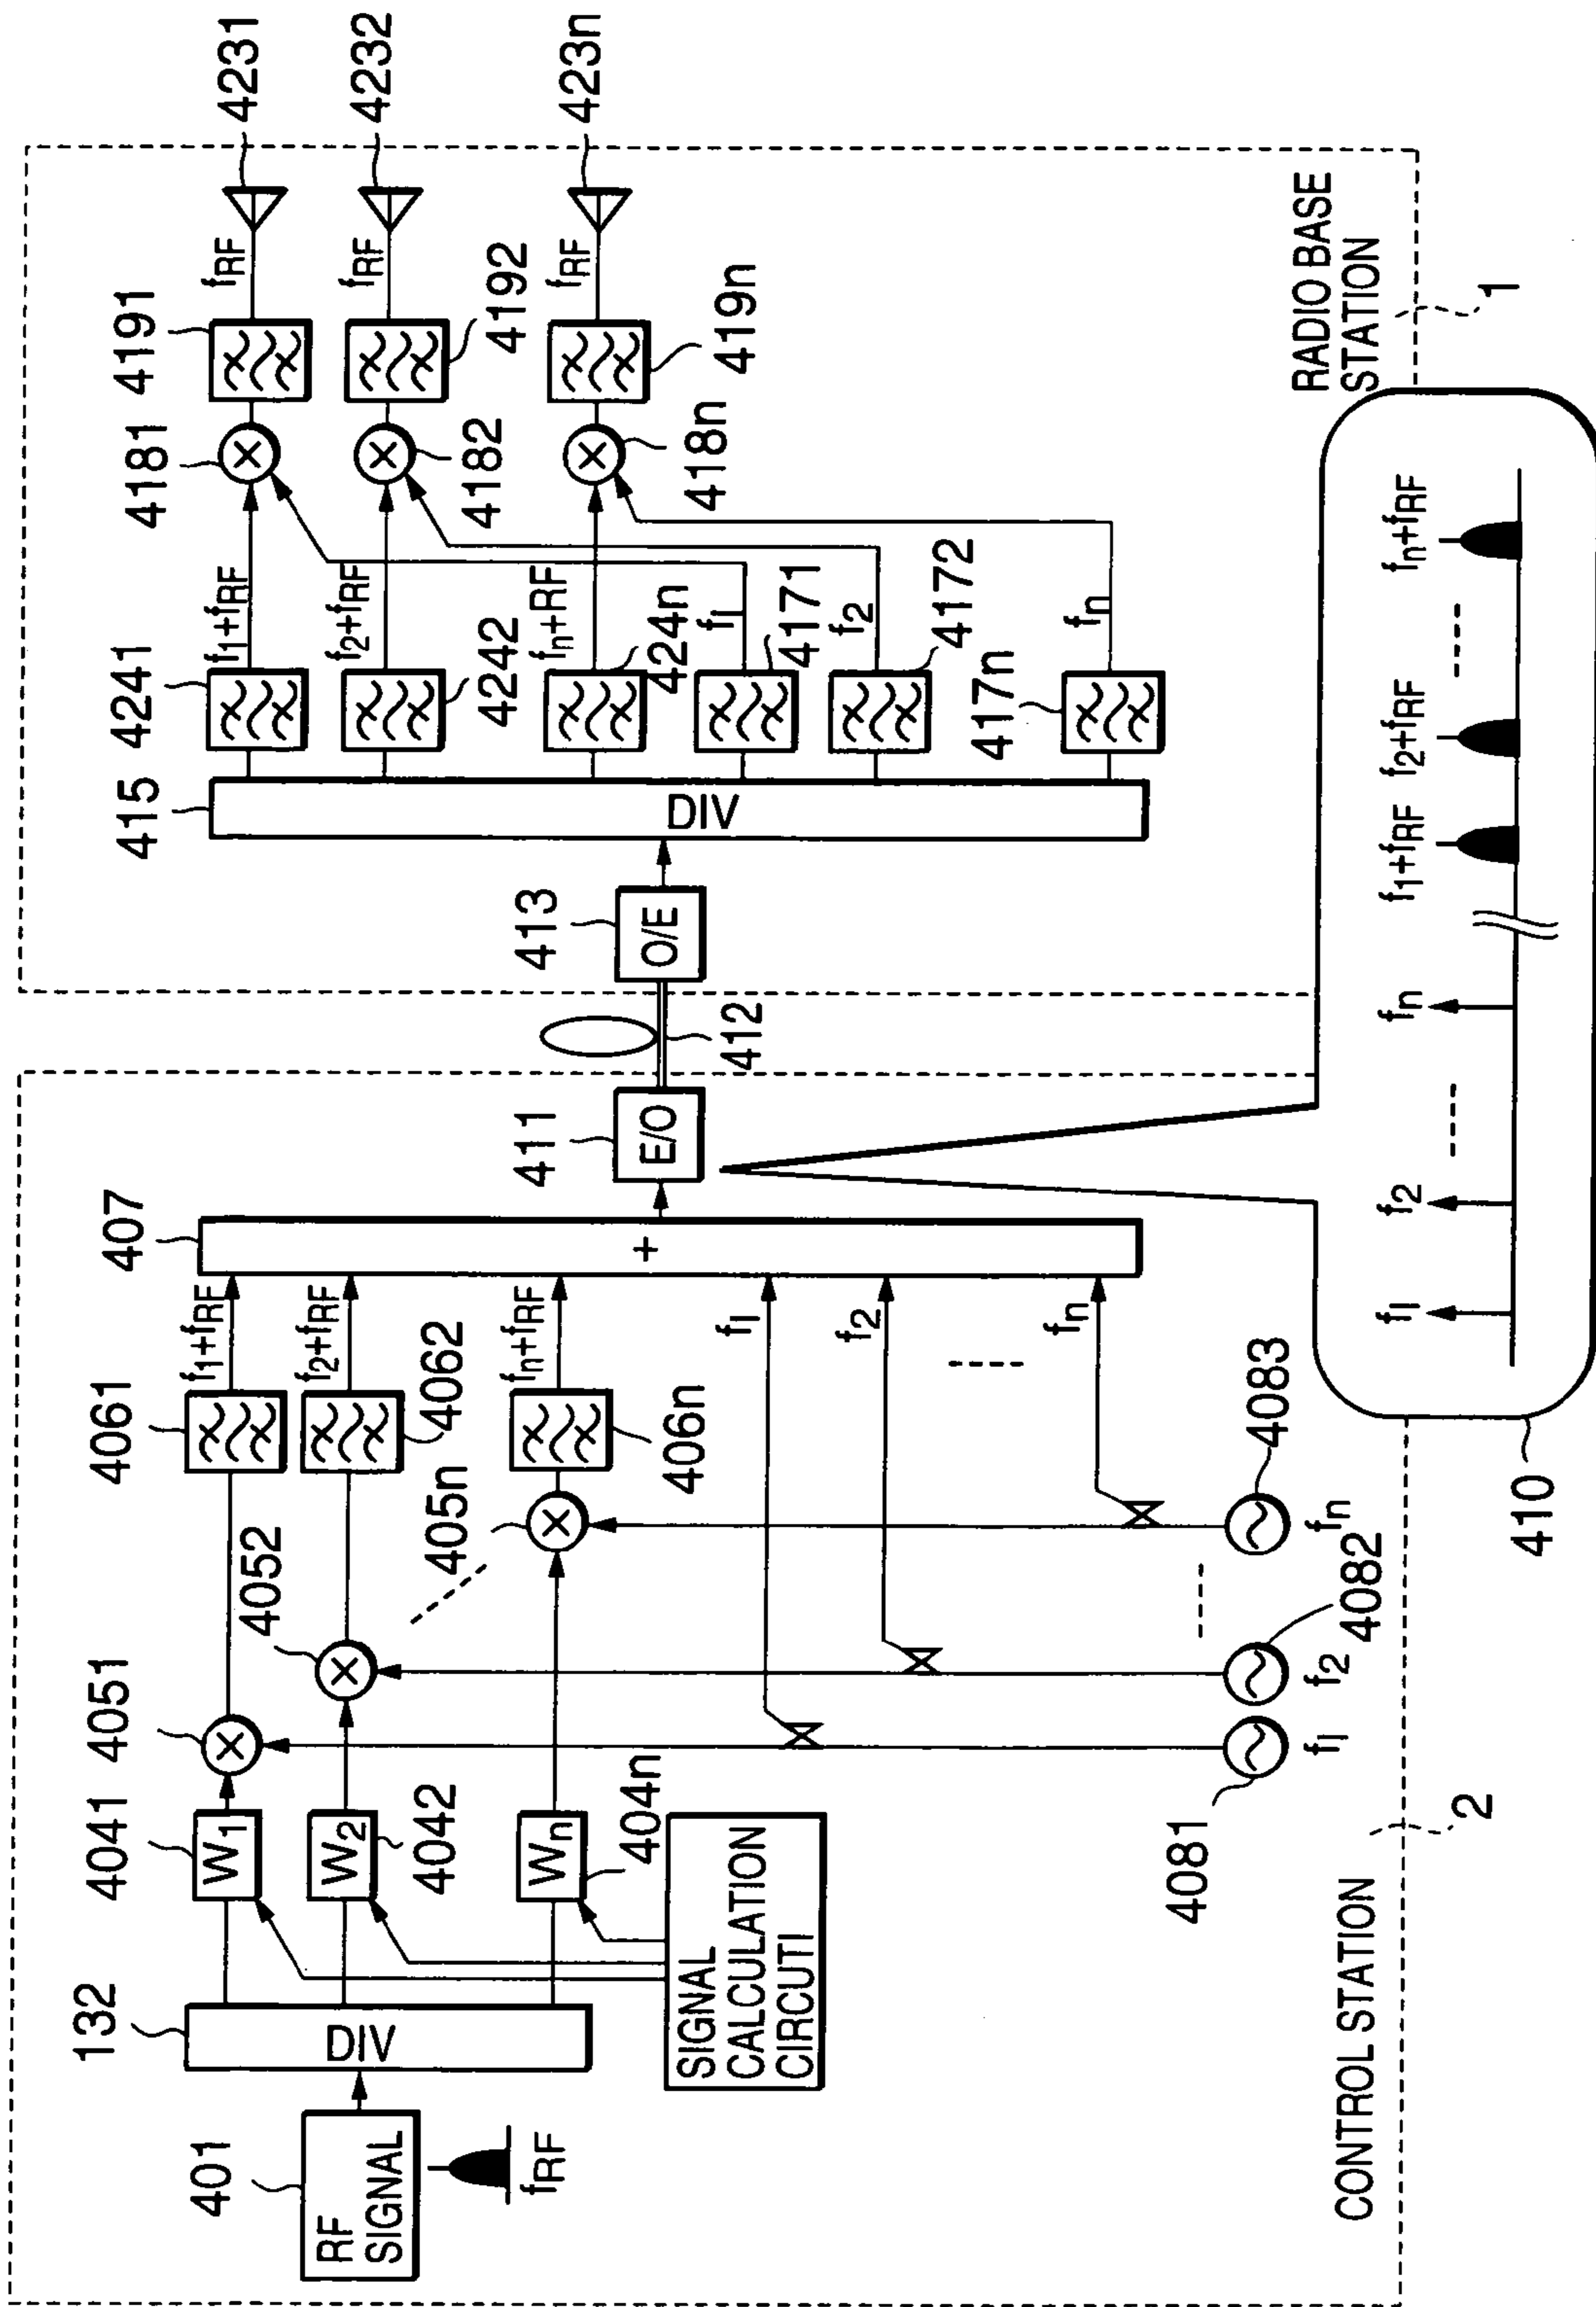 401
RF
SIGNAL
fRF
132
DIV
4041
W1
W2
4042
Wn
404n
SIGNAL
CALCULATION
CIRCUTI
4051
4052
405n
4061
f1+fRF
f2+fRF
4062
fn+fRF
406n
f1
f2
fn
4081
f1
f2
4082
fn
4083
407
+
411
E/O
412
413
O/E
415
DIV
4241
f1+fRF
4242
f2+fRF
fn+RF
424n
f1
4171
f2
4172
417n
fn
4181
4182
418n
4191
4192
419n
fRF
fRF
fRF
4231
4232
423n
CONTROL STATION
2
RADIO BASE
STATION
1
f1
f2
fn
f1+fRF
f2+fRF
fn+fRF
410